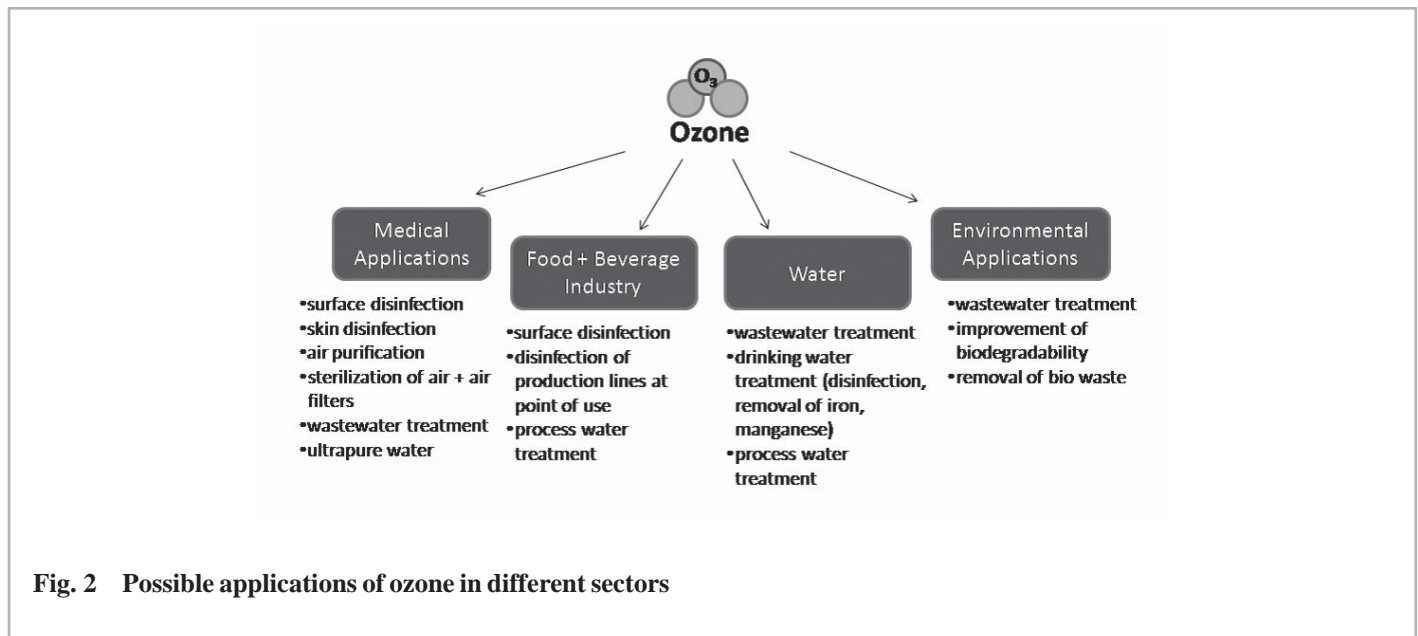 O₃
Ozone
Medical
Applications
•surface disinfection
•skin disinfection
•air purification
•sterilization of air + air
filters
•wastewater treatment
•ultrapure water
Food + Beverage
Industry
•surface disinfection
•disinfection of
production lines at
point of use
•process water
treatment
Water
•wastewater treatment
•drinking water
treatment (disinfection,
removal of iron,
manganese)
•process water
treatment
Environmental
Applications
•wastewater treatment
•improvement of
biodegradability
•removal of bio waste
Fig. 2 Possible applications of ozone in different sectors